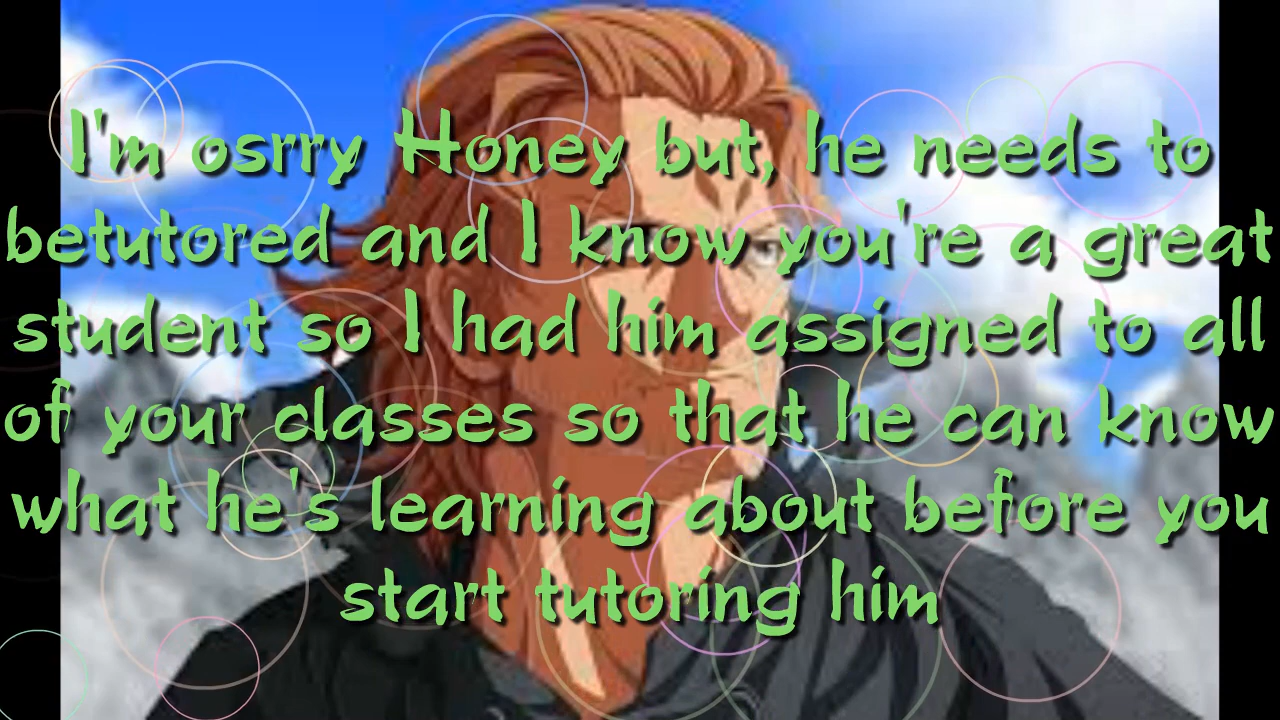 I'm osrry Honey but, he needs to
betutored and I know you're a great
student so I had him assigned to all
of your classes so that he can know
what he's learning about before you
start tutoring him